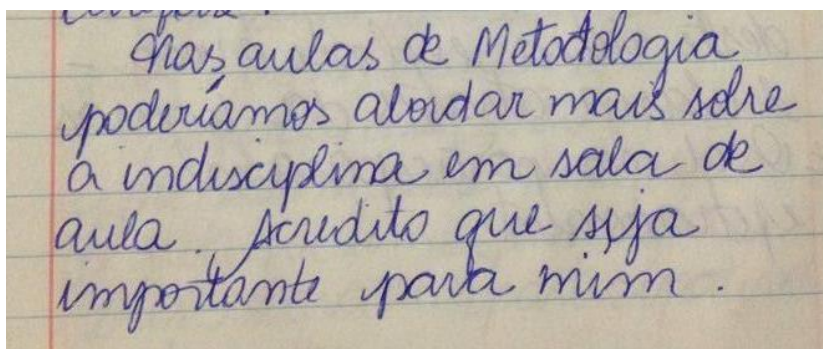 Nas aulas de Metodologia
poderíamos abordar mais sobre
a indisciplina em sala de
aula. Acredito que seja
importante para mim.